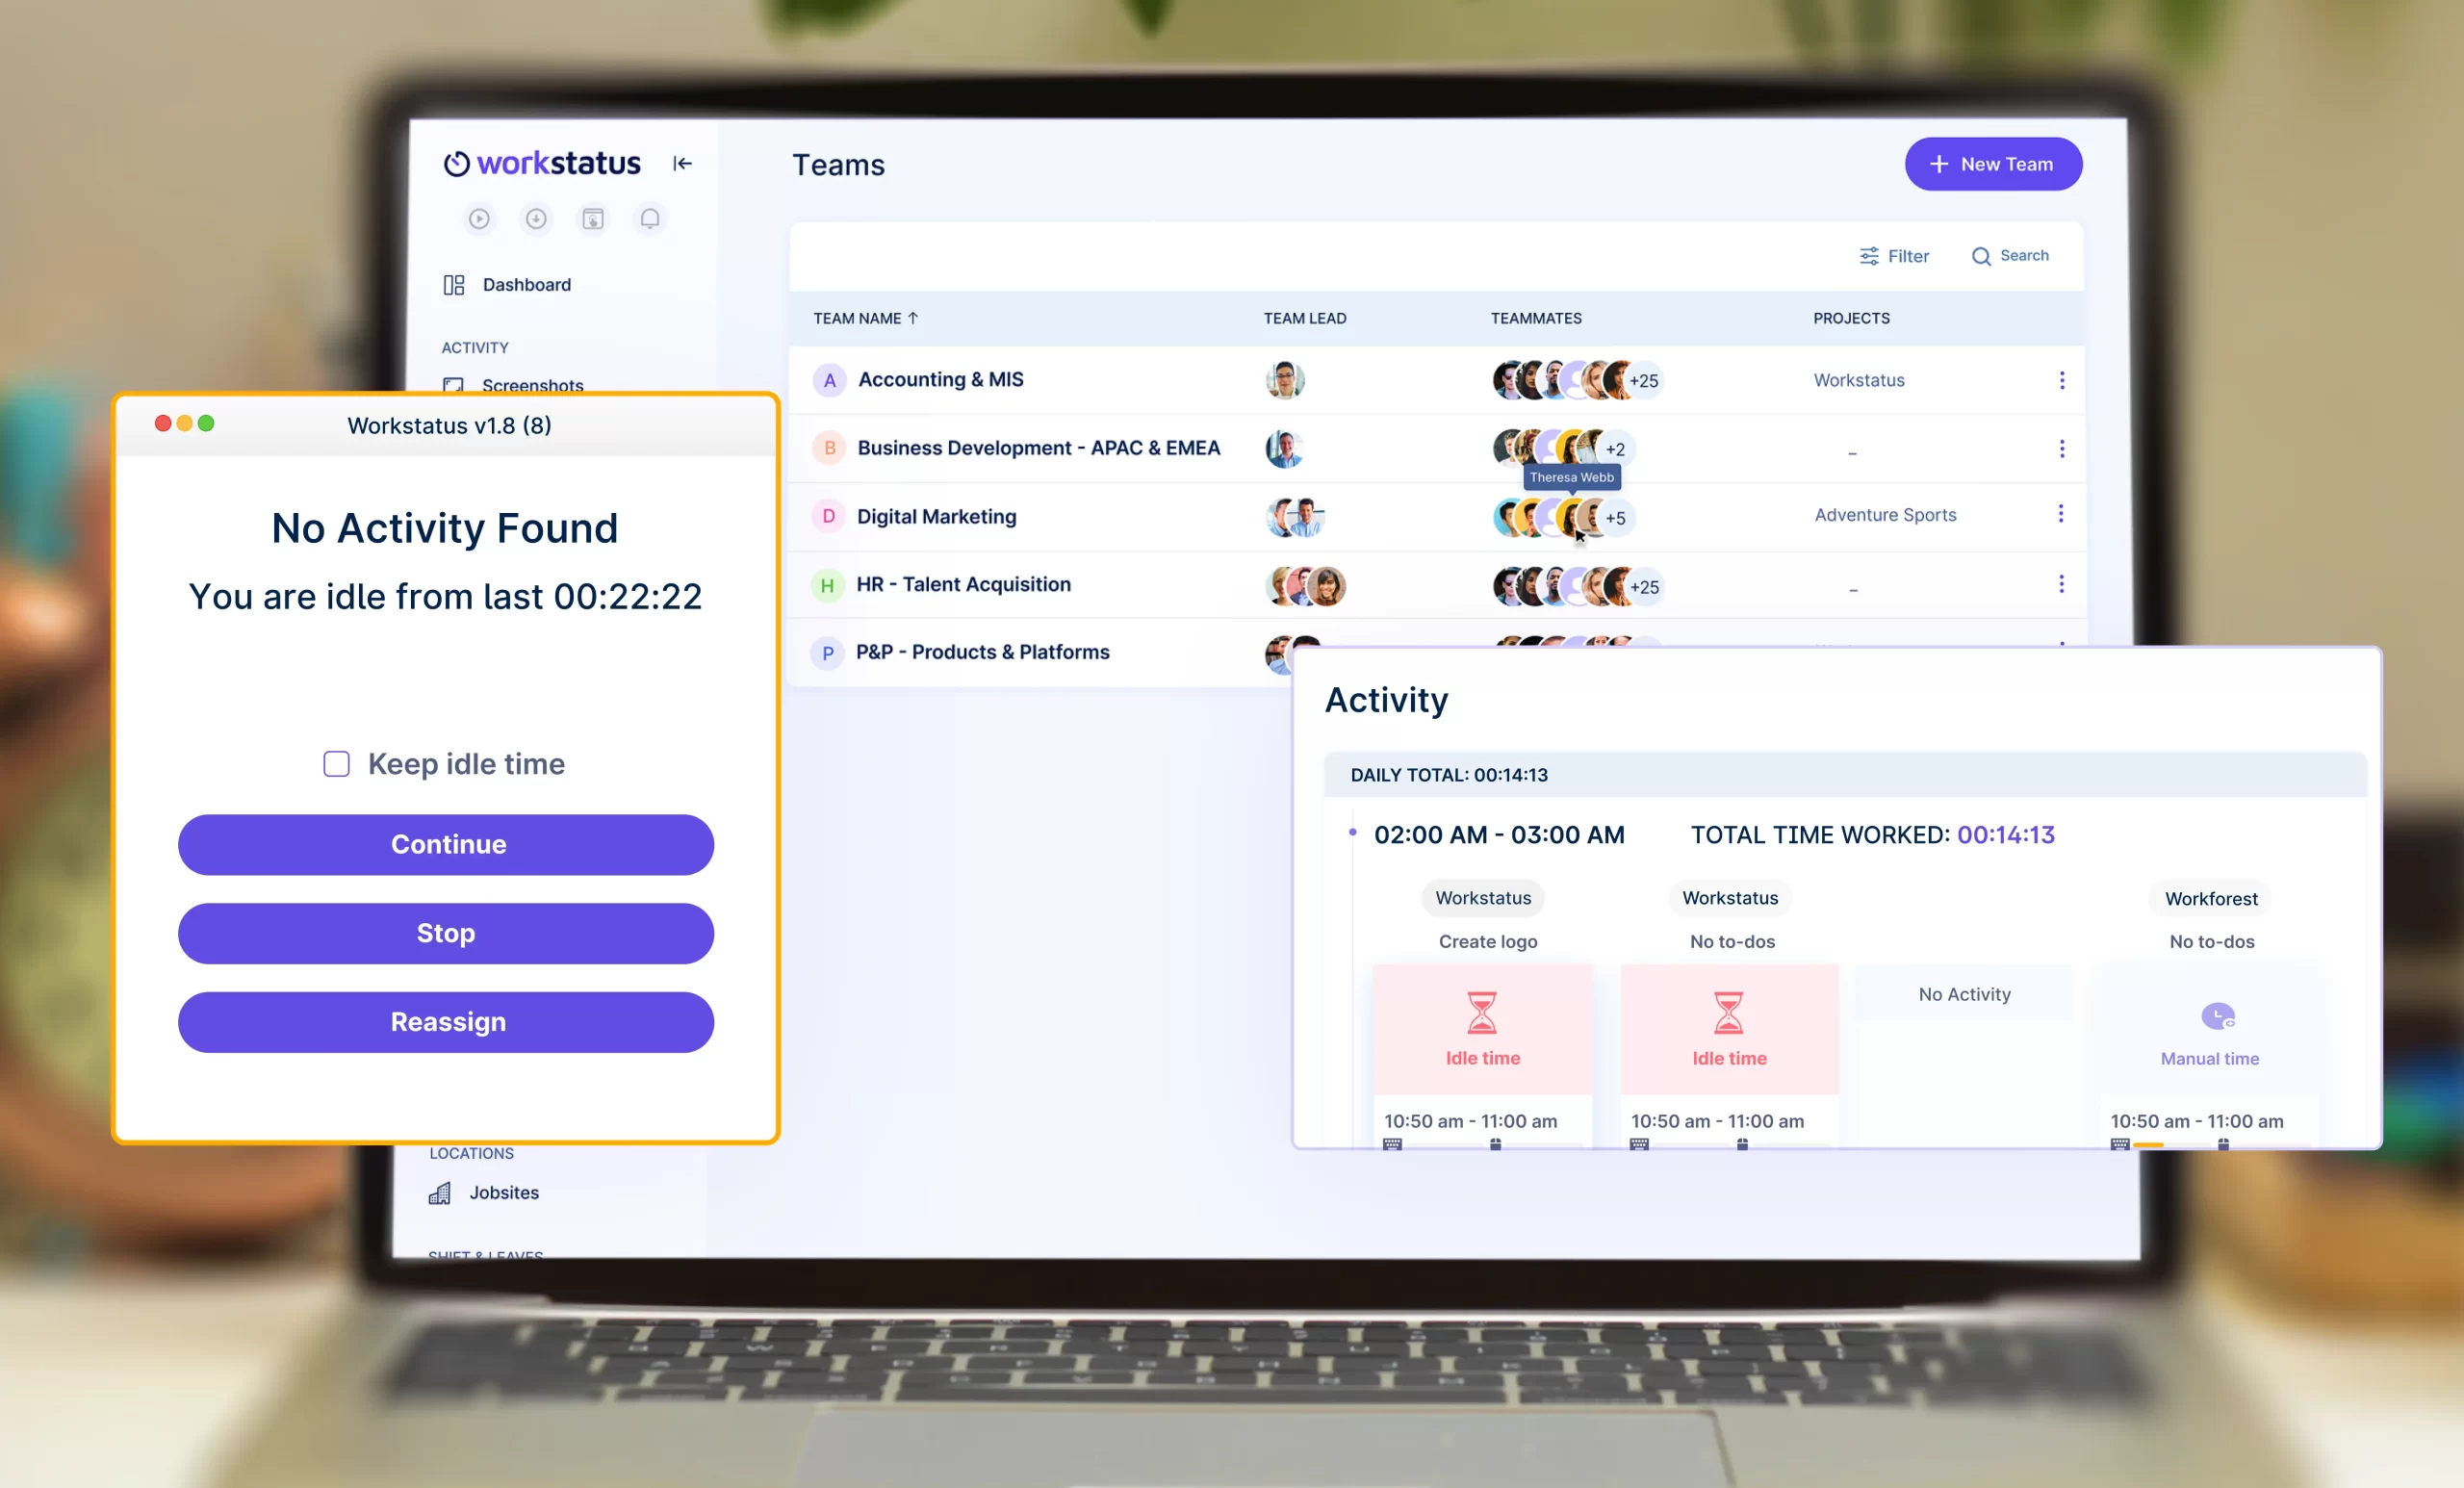 workstatus
Dashboard
ACTIVITY
Screenshots
Teams
+ New Team
Filter
Search
TEAM NAME ↑ TEAM LEAD TEAMMATES PROJECTS
A Accounting & MIS +25 Workstatus
B Business Development - APAC & EMEA +2 –
Theresa Webb
D Digital Marketing +5 Adventure Sports
H HR - Talent Acquisition +25 –
P P&P - Products & Platforms
Workstatus v1.8 (8)
No Activity Found
You are idle from last 00:22:22
Keep idle time
Continue
Stop
Reassign
LOCATIONS
Jobsites
SHIFT & LEAVES
Activity
DAILY TOTAL: 00:14:13
02:00 AM - 03:00 AM TOTAL TIME WORKED: 00:14:13
Workstatus Workstatus Workforest
Create logo No to-dos No to-dos
No Activity
Idle time Idle time Manual time
10:50 am - 11:00 am 10:50 am - 11:00 am 10:50 am - 11:00 am